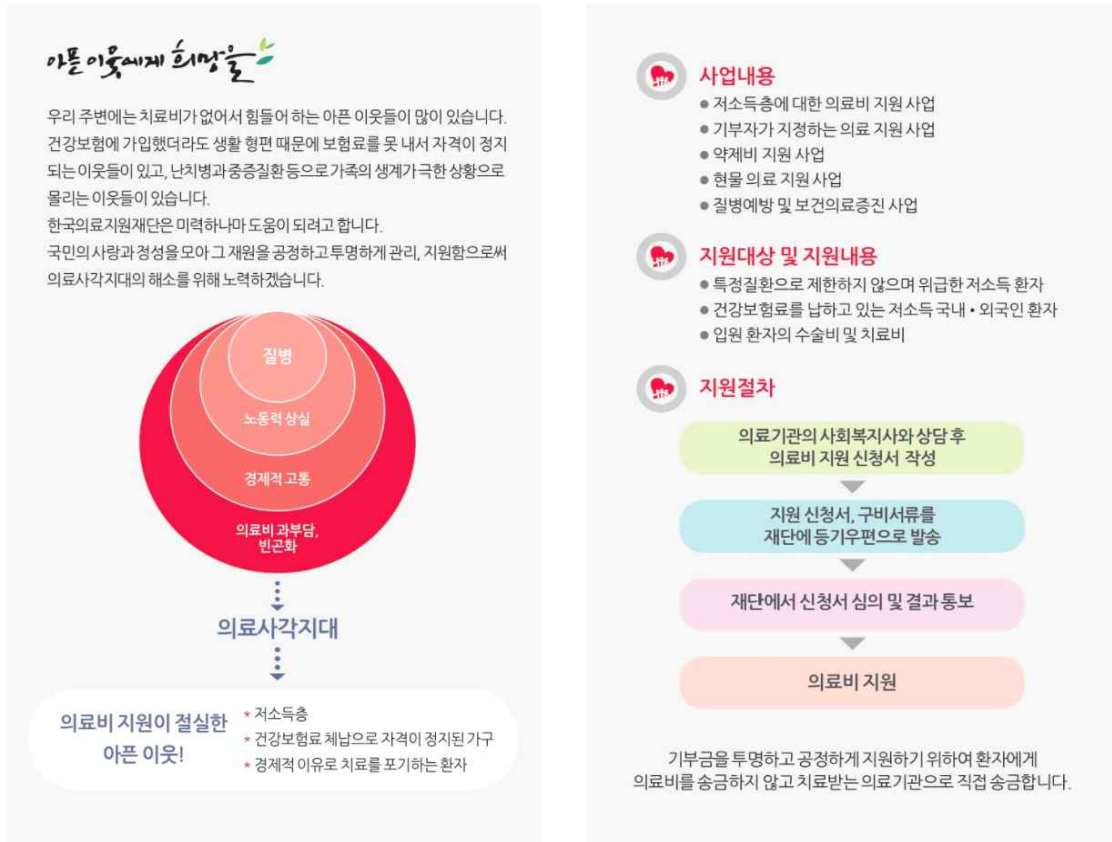 아픈 이웃에게 희망을
우리 주변에는 치료비가 없어서 힘들어 하는 아픈 이웃들이 많이 있습니다.
건강보험에 가입했더라도 생활 형편 때문에 보험료를 못 내서 자격이 정지
되는 이웃들이 있고, 난치병과 중증질환 등으로 가족의 생계가 극한 상황으로
몰리는 이웃들이 있습니다.
한국의료지원재단은 미력하나마 도움이 되려고 합니다.
국민의 사랑과 정성을 모아 그 재원을 공정하고 투명하게 관리, 지원함으로써
의료사각지대의 해소를 위해 노력하겠습니다.
질병
노동력 상실
경제적 고통
의료비 과부담,
빈곤화
의료사각지대
의료비 지원이 절실한
아픈 이웃!
* 저소득층
* 건강보험료 체납으로 자격이 정지된 가구
* 경제적 이유로 치료를 포기하는 환자
사업내용
● 저소득층에 대한 의료비 지원 사업
● 기부자가 지정하는 의료 지원 사업
● 약제비 지원 사업
● 현물 의료 지원 사업
● 질병예방 및 보건의료증진 사업
지원대상 및 지원내용
● 특정질환으로 제한하지 않으며 위급한 저소득 환자
● 건강보험료를 납하고 있는 저소득 국내 • 외국인 환자
● 입원 환자의 수술비 및 치료비
지원절차
의료기관의 사회복지사와 상담 후
의료비 지원 신청서 작성
지원 신청서, 구비서류를
재단에 등기우편으로 발송
재단에서 신청서 심의 및 결과 통보
의료비 지원
기부금을 투명하고 공정하게 지원하기 위하여 환자에게
의료비를 송금하지 않고 치료받는 의료기관으로 직접 송금합니다.